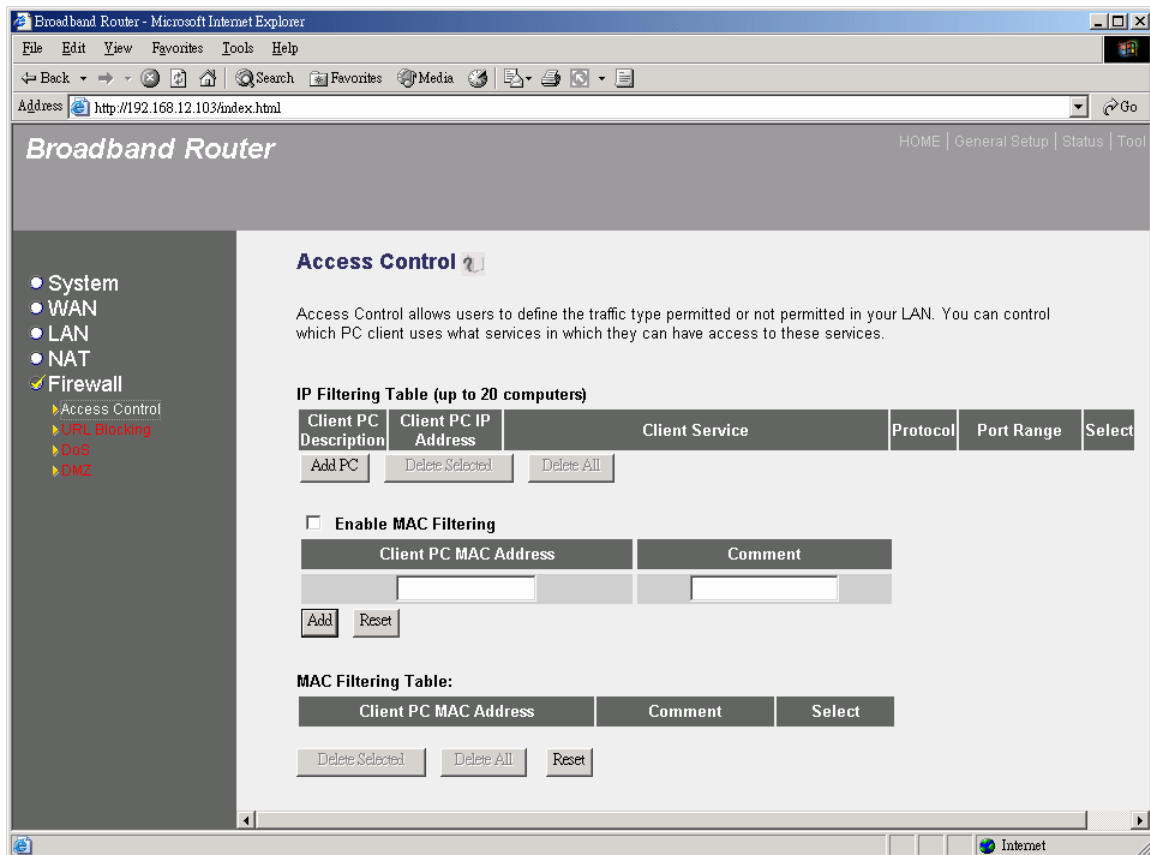 Broadband Router - Microsoft Internet Explorer
File Edit View Favorites Tools Help
Back Search Favorites Media
Address http://192.168.12.103/index.html Go
Broadband Router
HOME | General Setup | Status | Tool
System
WAN
LAN
NAT
Firewall
Access Control
URL Blocking
DoS
DMZ
Access Control
Access Control allows users to define the traffic type permitted or not permitted in your LAN. You can control
which PC client uses what services in which they can have access to these services.
IP Filtering Table (up to 20 computers)
Client PC Description Client PC IP Address Client Service Protocol Port Range Select
Add PC Delete Selected Delete All
Enable MAC Filtering
Client PC MAC Address Comment
Add Reset
MAC Filtering Table:
Client PC MAC Address Comment Select
Delete Selected Delete All Reset
Internet